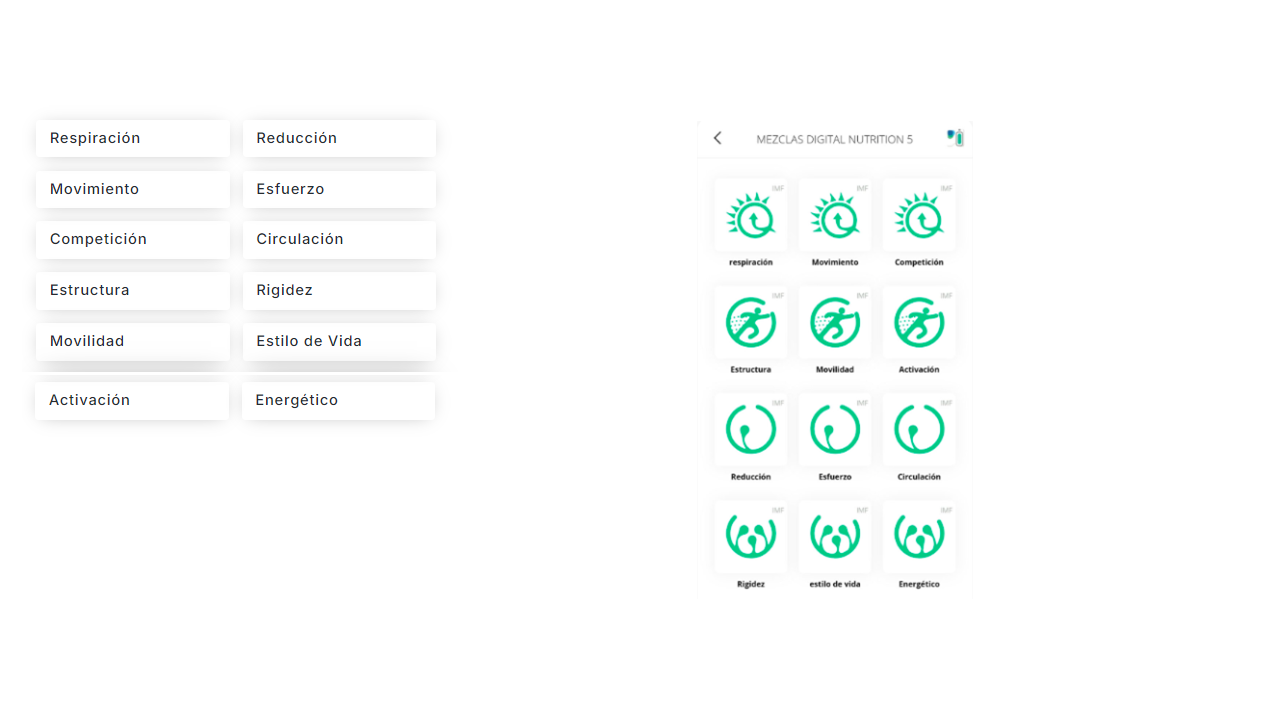 Respiración Reducción
Movimiento Esfuerzo
Competición Circulación
Estructura Rigidez
Movilidad Estilo de Vida
Activación Energético
MEZCLAS DIGITAL NUTRITION 5
IMF IMF IMF
respiración Movimiento Competición
IMF IMF IMF
Estructura Movilidad Activación
IMF IMF IMF
Reducción Esfuerzo Circulación
IMF IMF IMF
Rigidez estilo de vida Energético